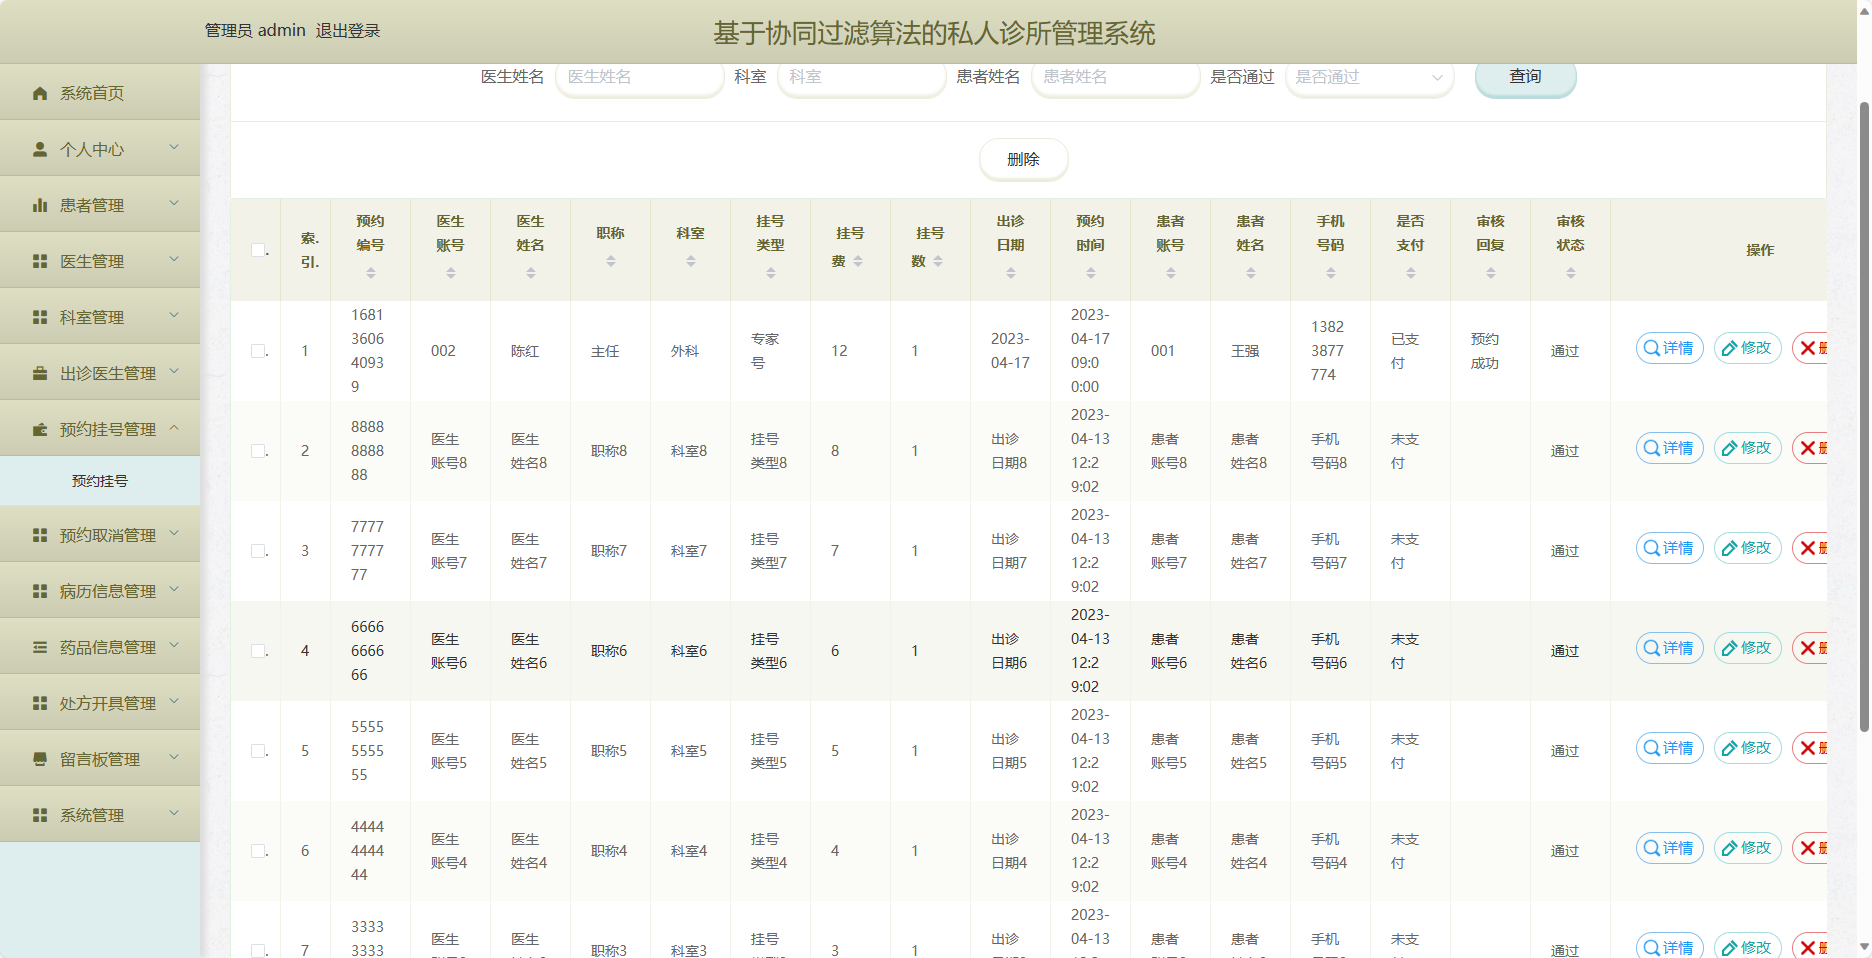 管理员 admin 退出登录
基于协同过滤算法的私人诊所管理系统
医生姓名 医生姓名 科室 科室 患者姓名 患者姓名 是否通过 是否通过 查询
删除
系统首页
个人中心
患者管理
医生管理
科室管理
出诊医生管理
预约挂号管理
预约挂号
预约取消管理
病历信息管理
药品信息管理
处方开具管理
留言板管理
系统管理
索. 引. 预约编号 医生账号 医生姓名 职称 科室 挂号类型 挂号费 挂号数 出诊日期 预约时间 患者账号 患者姓名 手机号码 是否支付 审核回复 审核状态 操作
1 1681360640939 002 陈红 主任 外科 专家号 12 1 2023-04-17 2023-04-17 09:00:00 001 王强 13823877774 已支付 预约成功 通过 详情 修改
2 8888888888 医生账号8 医生姓名8 职称8 科室8 挂号类型8 8 1 出诊日期8 2023-04-13 12:29:02 患者账号8 患者姓名8 手机号码8 未支付 通过 详情 修改
3 7777777777 医生账号7 医生姓名7 职称7 科室7 挂号类型7 7 1 出诊日期7 2023-04-13 12:29:02 患者账号7 患者姓名7 手机号码7 未支付 通过 详情 修改
4 6666666666 医生账号6 医生姓名6 职称6 科室6 挂号类型6 6 1 出诊日期6 2023-04-13 12:29:02 患者账号6 患者姓名6 手机号码6 未支付 通过 详情 修改
5 5555555555 医生账号5 医生姓名5 职称5 科室5 挂号类型5 5 1 出诊日期5 2023-04-13 12:29:02 患者账号5 患者姓名5 手机号码5 未支付 通过 详情 修改
6 4444444444 医生账号4 医生姓名4 职称4 科室4 挂号类型4 4 1 出诊日期4 2023-04-13 12:29:02 患者账号4 患者姓名4 手机号码4 未支付 通过 详情 修改
7 33333333 医生 医生 职称3 科室3 挂号 3 1 出诊 2023-04-13 患者 患者 手机 未支 通过 详情 修改